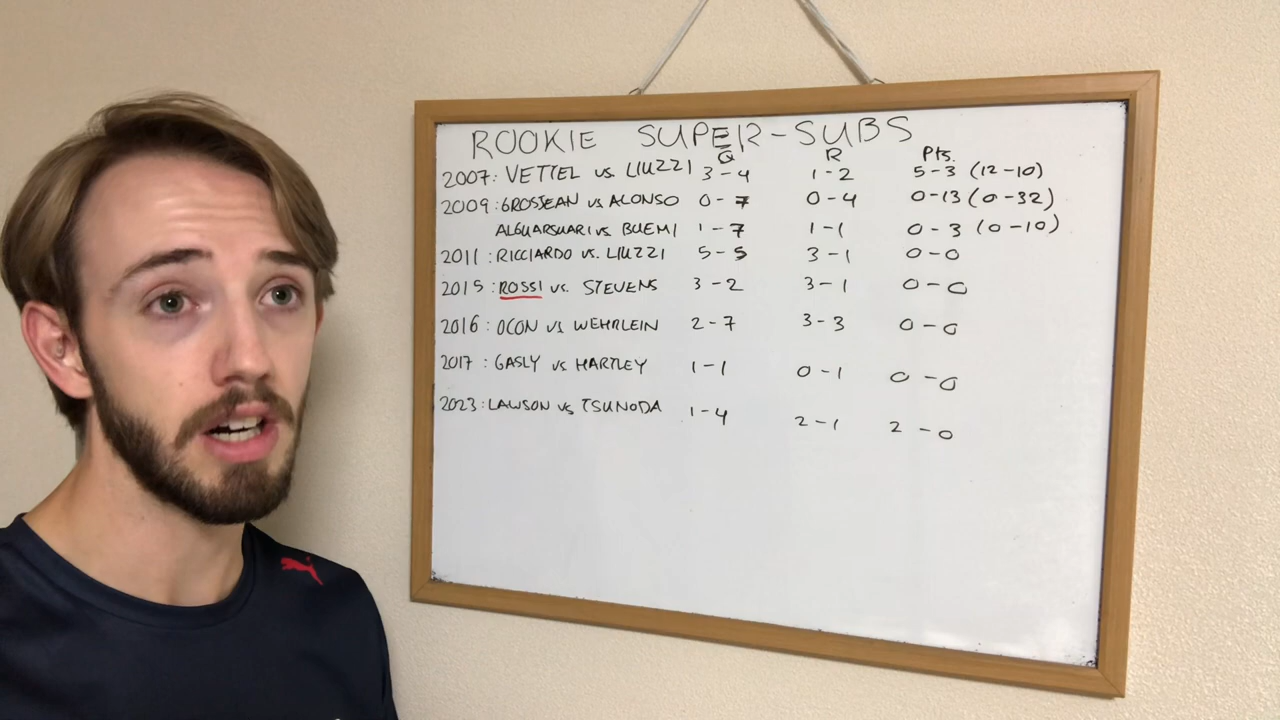 ROOKIE SUPER-SUBS
Q R Pts.
2007: VETTEL vs. LIUZZI 3-4 1-2 5-3 (12-10)
2009: GROSJEAN vs ALONSO 0-7 0-4 0-13 (0-32)
ALGUARSUARI vs BUEMI 1-7 1-1 0-3 (0-10)
2011: RICCIARDO vs. LIUZZI 5-5 3-1 0-0
2015: ROSSI vs. STEVENS 3-2 3-1 0-0
2016: OCON vs WEHRLEIN 2-7 3-3 0-0
2017: GASLY vs HARTLEY 1-1 0-1 0-0
2023: LAWSON vs TSUNODA 1-4 2-1 2-0